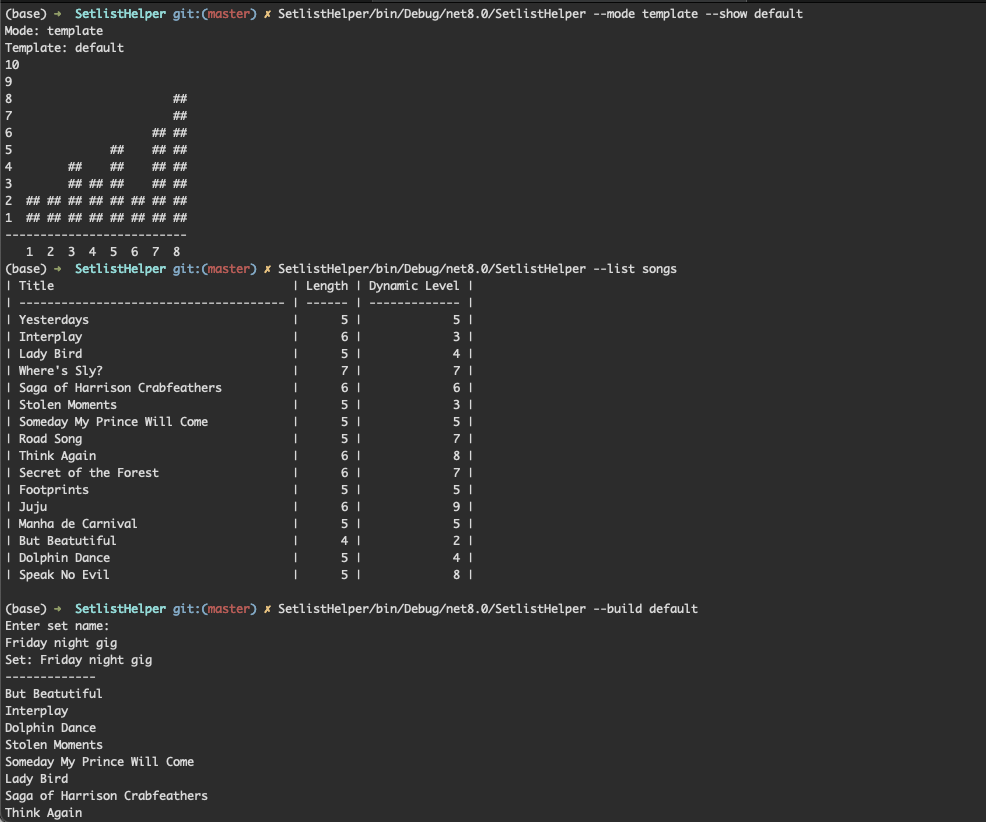 (base) → SetlistHelper git:(master) ✗ SetlistHelper/bin/Debug/net8.0/SetlistHelper --mode template --show default
Mode: template
Template: default
10
9
8                       ##
7                       ##
6                    ## ##
5              ##    ## ##
4        ##    ##    ## ##
3        ## ## ##    ## ##
2  ## ## ## ## ## ## ## ##
1  ## ## ## ## ## ## ## ##
--------------------------
   1  2  3  4  5  6  7  8
(base) → SetlistHelper git:(master) ✗ SetlistHelper/bin/Debug/net8.0/SetlistHelper --list songs
| Title                                 | Length | Dynamic Level |
| -------------------------------------- | ------ | ------------- |
| Yesterdays                            |      5 |             5 |
| Interplay                             |      6 |             3 |
| Lady Bird                             |      5 |             4 |
| Where's Sly?                          |      7 |             7 |
| Saga of Harrison Crabfeathers         |      6 |             6 |
| Stolen Moments                        |      5 |             3 |
| Someday My Prince Will Come           |      5 |             5 |
| Road Song                             |      5 |             7 |
| Think Again                           |      6 |             8 |
| Secret of the Forest                  |      6 |             7 |
| Footprints                            |      5 |             5 |
| Juju                                  |      6 |             9 |
| Manha de Carnival                     |      5 |             5 |
| But Beatutiful                        |      4 |             2 |
| Dolphin Dance                         |      5 |             4 |
| Speak No Evil                         |      5 |             8 |
(base) → SetlistHelper git:(master) ✗ SetlistHelper/bin/Debug/net8.0/SetlistHelper --build default
Enter set name:
Friday night gig
Set: Friday night gig
-------------
But Beatutiful
Interplay
Dolphin Dance
Stolen Moments
Someday My Prince Will Come
Lady Bird
Saga of Harrison Crabfeathers
Think Again